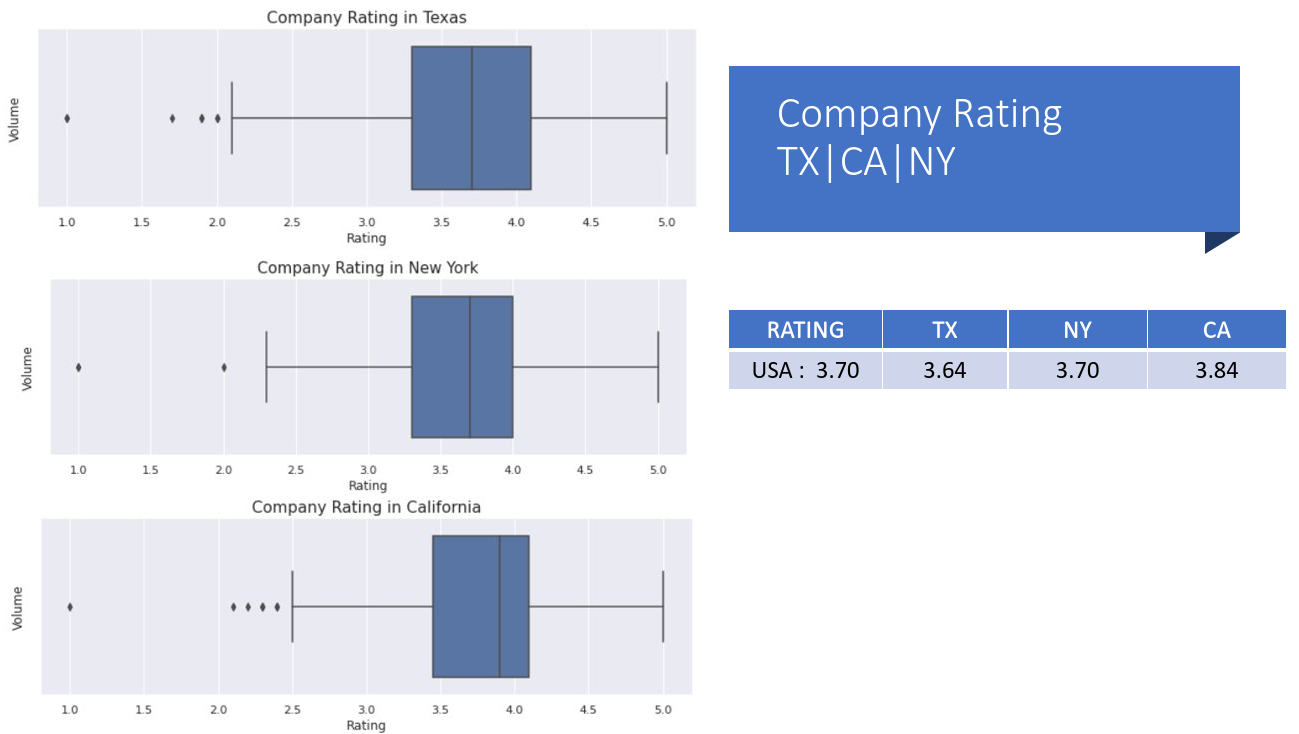 Company Rating in Texas
Volume
1.0 1.5 2.0 2.5 3.0 3.5 4.0 4.5 5.0
Rating
Company Rating in New York
Volume
1.0 1.5 2.0 2.5 3.0 3.5 4.0 4.5 5.0
Rating
Company Rating in California
Volume
1.0 1.5 2.0 2.5 3.0 3.5 4.0 4.5 5.0
Rating
Company Rating
TX|CA|NY
RATING TX NY CA
USA : 3.70 3.64 3.70 3.84